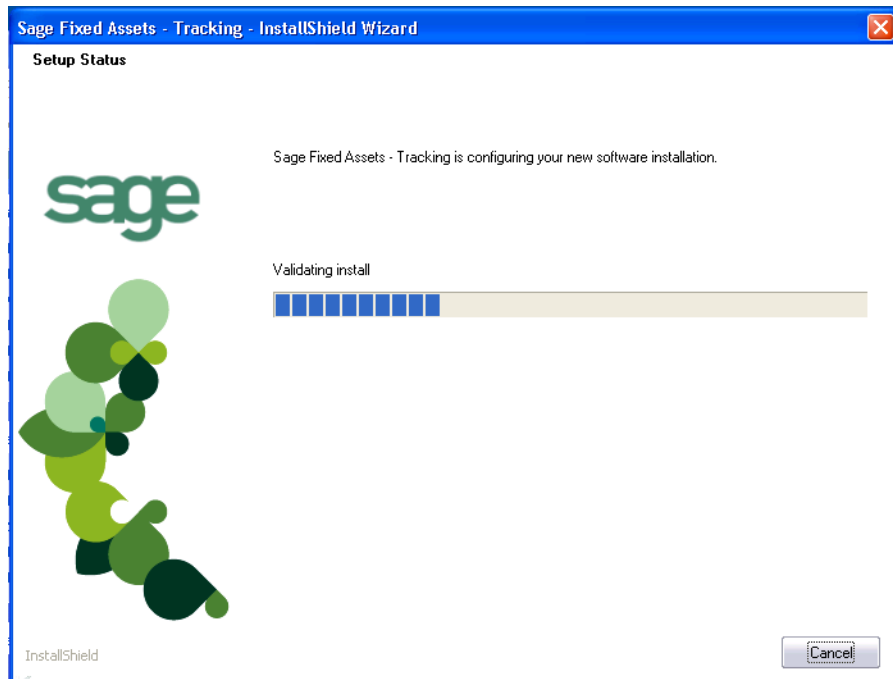 Sage Fixed Assets - Tracking - InstallShield Wizard
Setup Status
Sage Fixed Assets - Tracking is configuring your new software installation.
sage
Validating install
InstallShield
Cancel